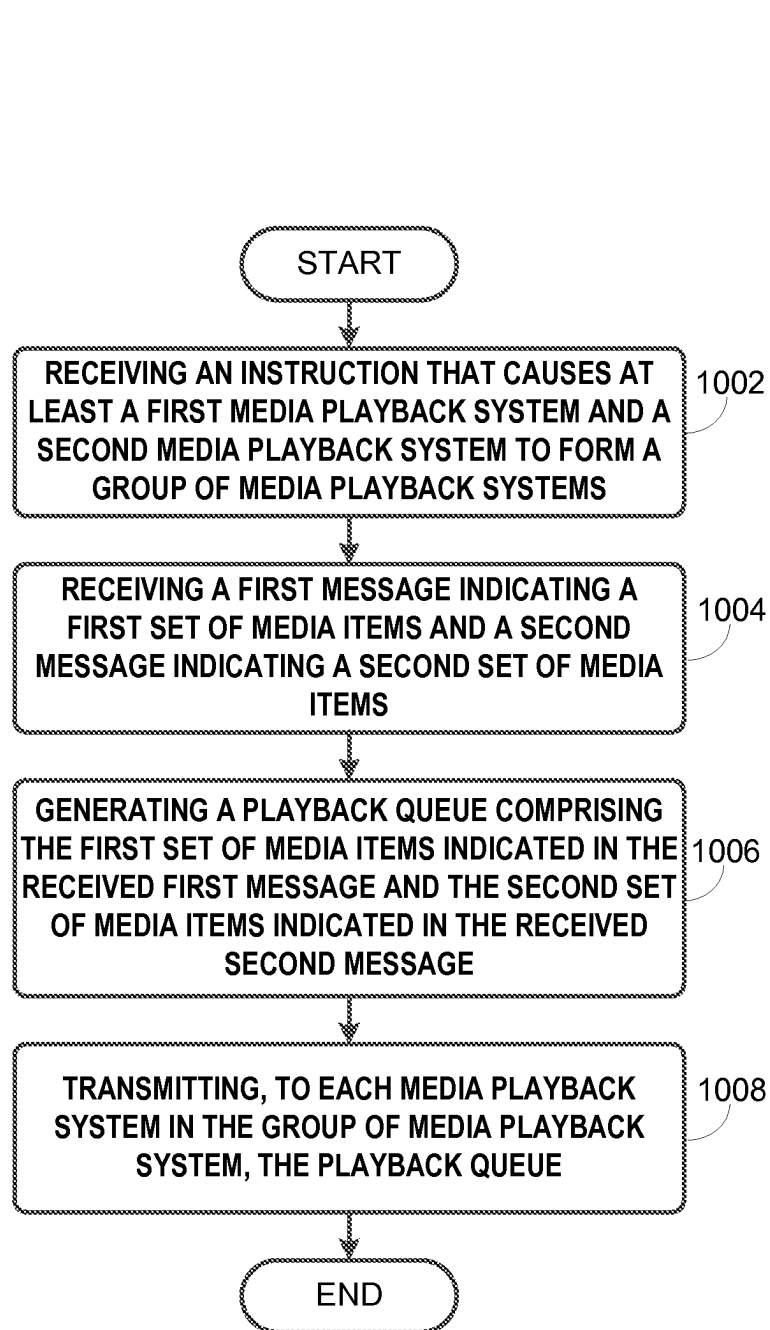 START
RECEIVING AN INSTRUCTION THAT CAUSES AT
LEAST A FIRST MEDIA PLAYBACK SYSTEM AND A
SECOND MEDIA PLAYBACK SYSTEM TO FORM A
GROUP OF MEDIA PLAYBACK SYSTEMS
1002
RECEIVING A FIRST MESSAGE INDICATING A
FIRST SET OF MEDIA ITEMS AND A SECOND
MESSAGE INDICATING A SECOND SET OF MEDIA
ITEMS
1004
GENERATING A PLAYBACK QUEUE COMPRISING
THE FIRST SET OF MEDIA ITEMS INDICATED IN THE
RECEIVED FIRST MESSAGE AND THE SECOND SET
OF MEDIA ITEMS INDICATED IN THE RECEIVED
SECOND MESSAGE
1006
TRANSMITTING, TO EACH MEDIA PLAYBACK
SYSTEM IN THE GROUP OF MEDIA PLAYBACK
SYSTEM, THE PLAYBACK QUEUE
1008
END